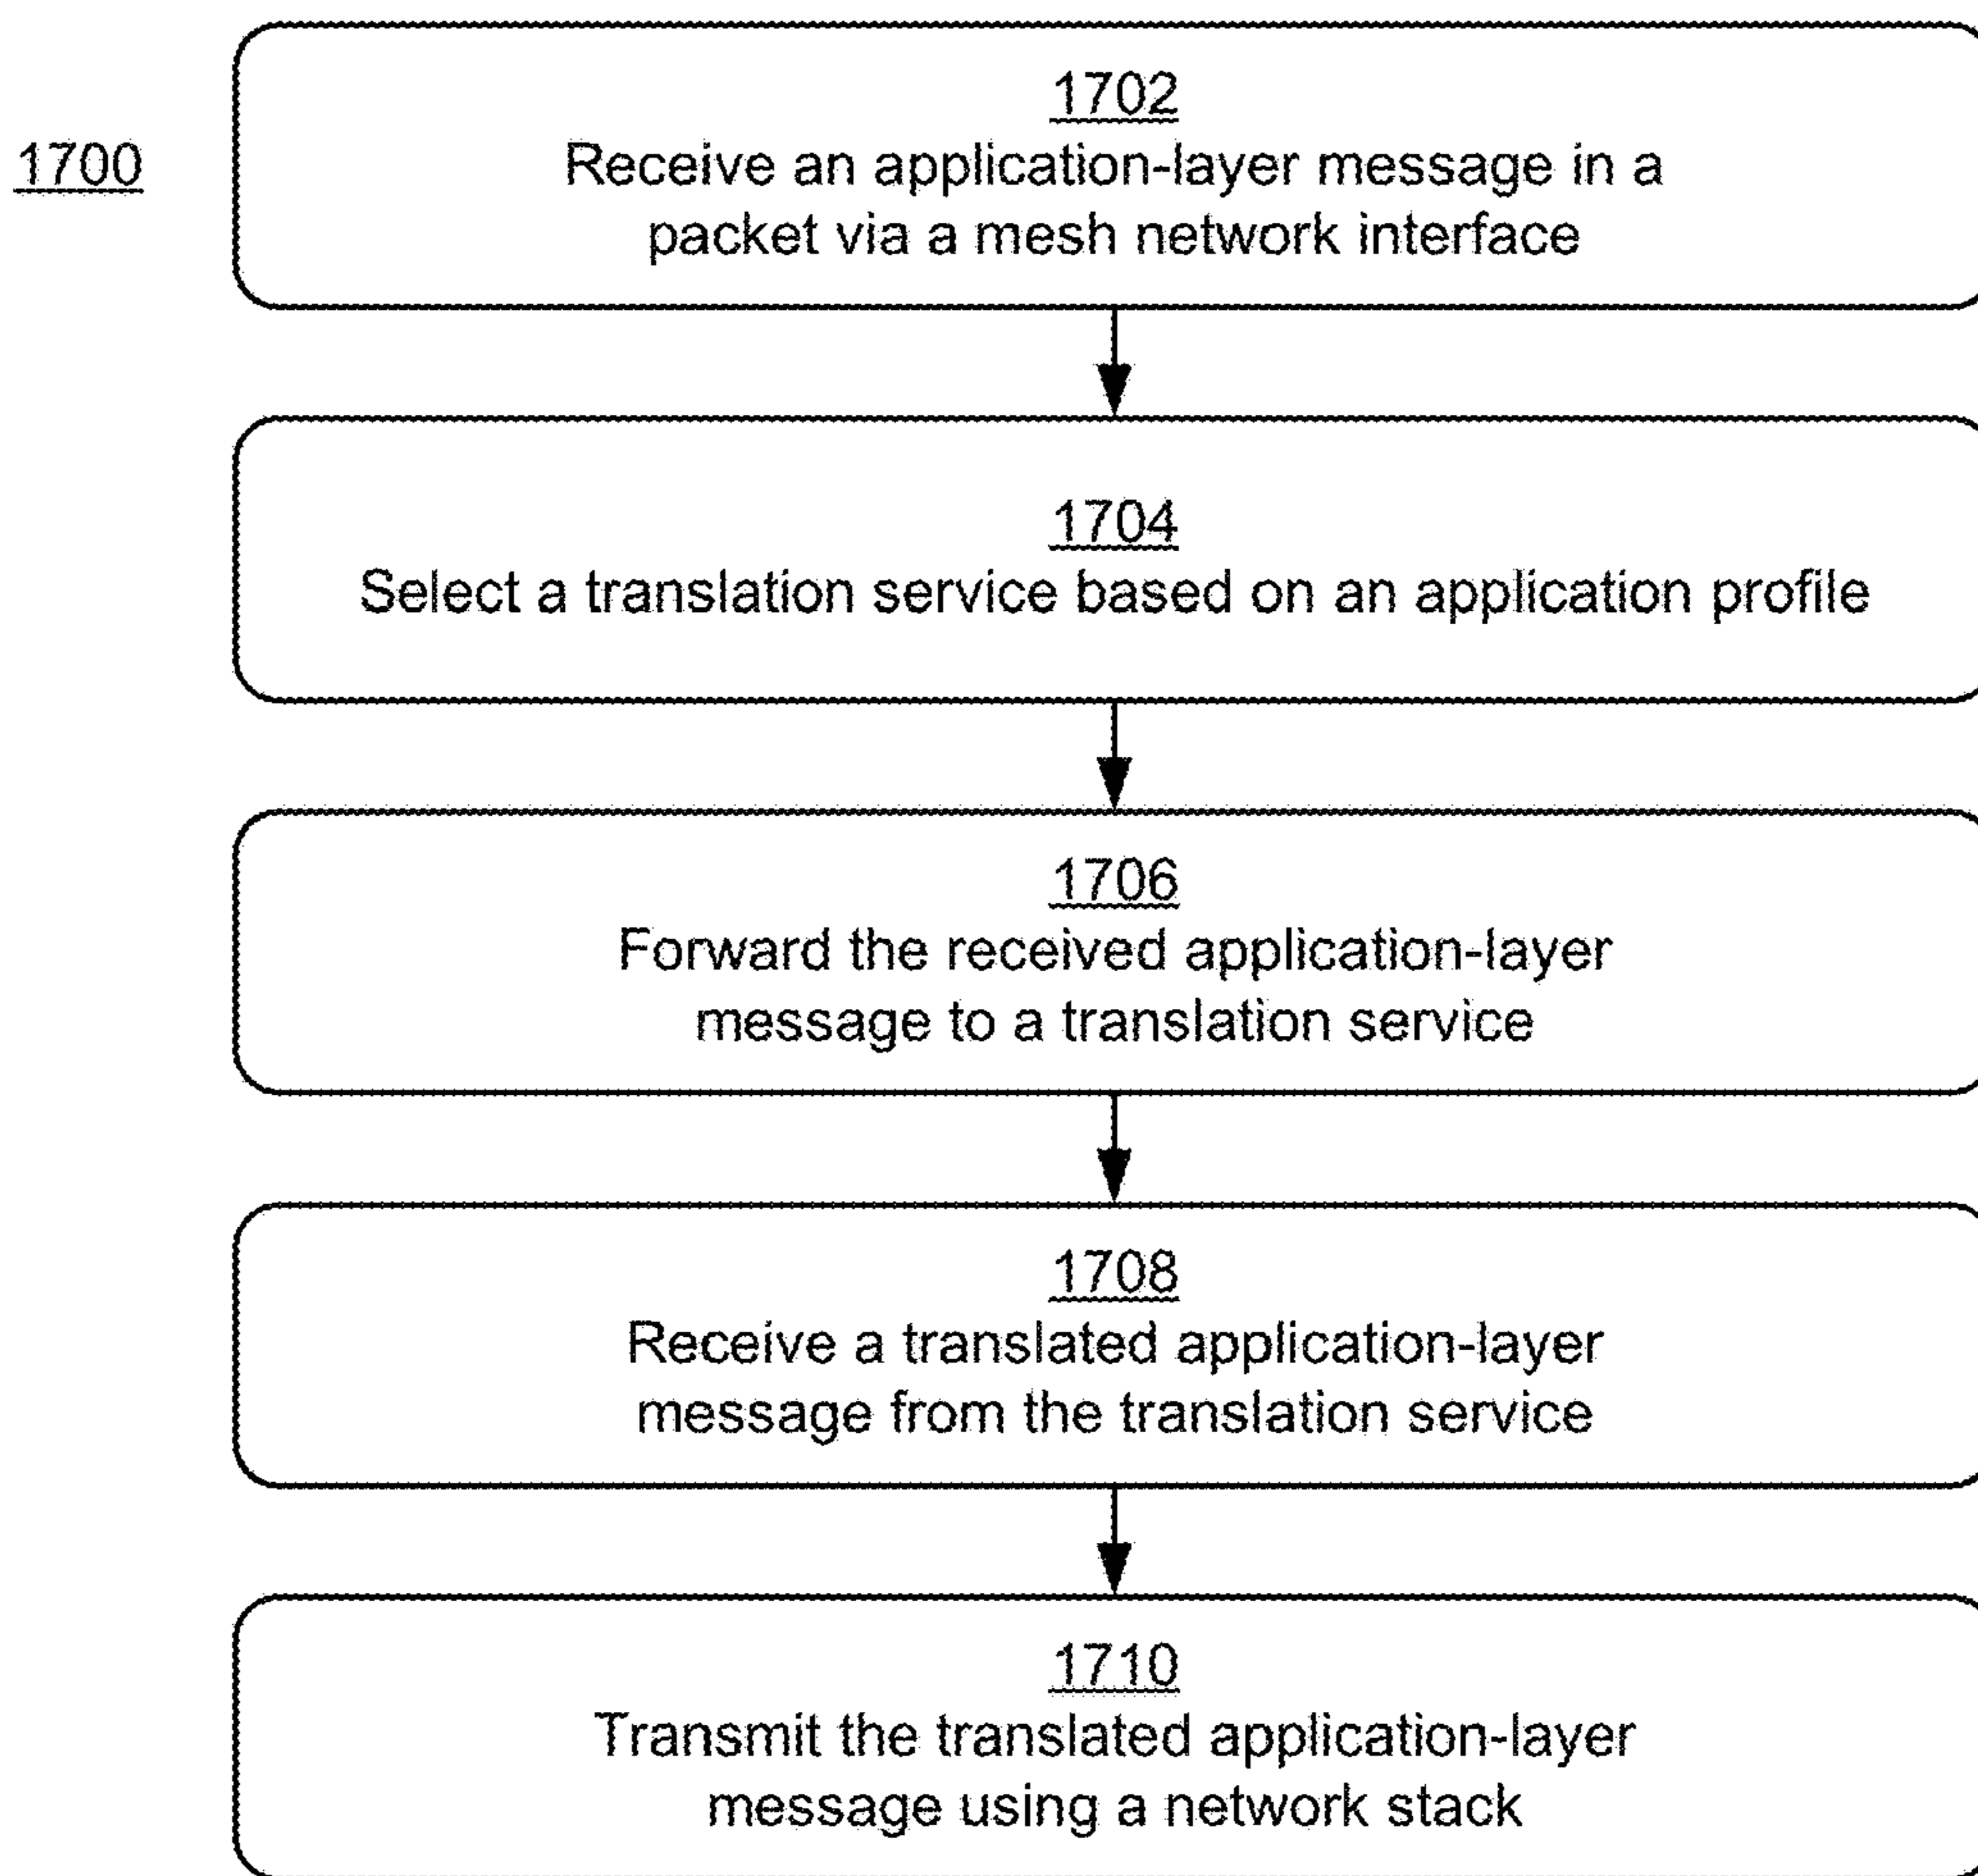 1700
1702
Receive an application-layer message in a
packet via a mesh network interface
1704
Select a translation service based on an application profile
1706
Forward the received application-layer
message to a translation service
1708
Receive a translated application-layer
message from the translation service
1710
Transmit the translated application-layer
message using a network stack